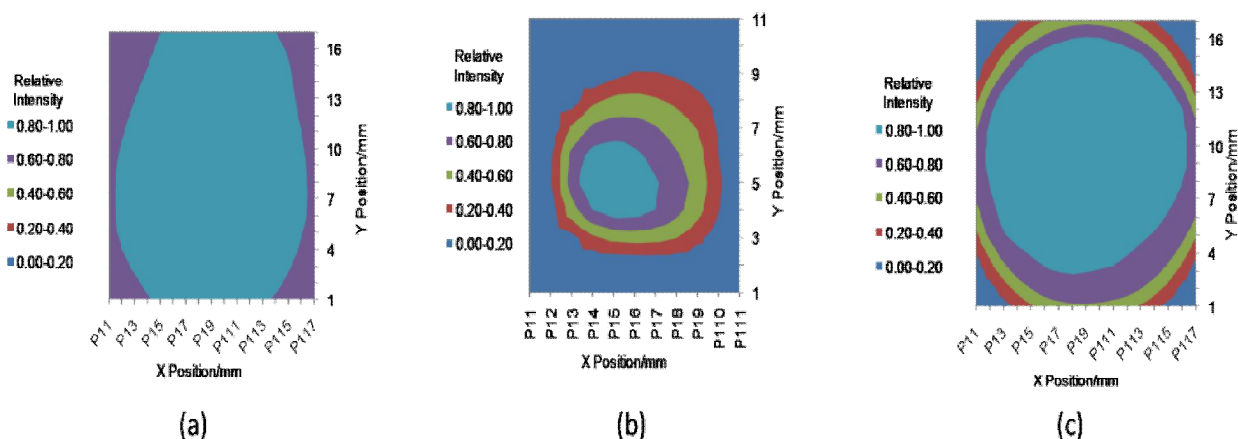 Relative
Intensity
0.80-1.00
0.60-0.80
0.40-0.60
0.20-0.40
0.00-0.20
16
13
10
7
4
1
Y Position/mm
P11
P13
P15
P17
P19
P111
P113
P115
P117
X Position/mm
(a)
Relative
Intensity
0.80-1.00
0.60-0.80
0.40-0.60
0.20-0.40
0.00-0.20
11
9
7
5
3
1
Y Position/mm
P11
P12
P13
P14
P15
P16
P17
P18
P19
P110
P111
X Position/mm
(b)
Relative
Intensity
0.80-1.00
0.60-0.80
0.40-0.60
0.20-0.40
0.00-0.20
16
13
10
7
4
1
Y Position/mm
P11
P13
P15
P17
P19
P111
P113
P115
P117
X Position/mm
(c)